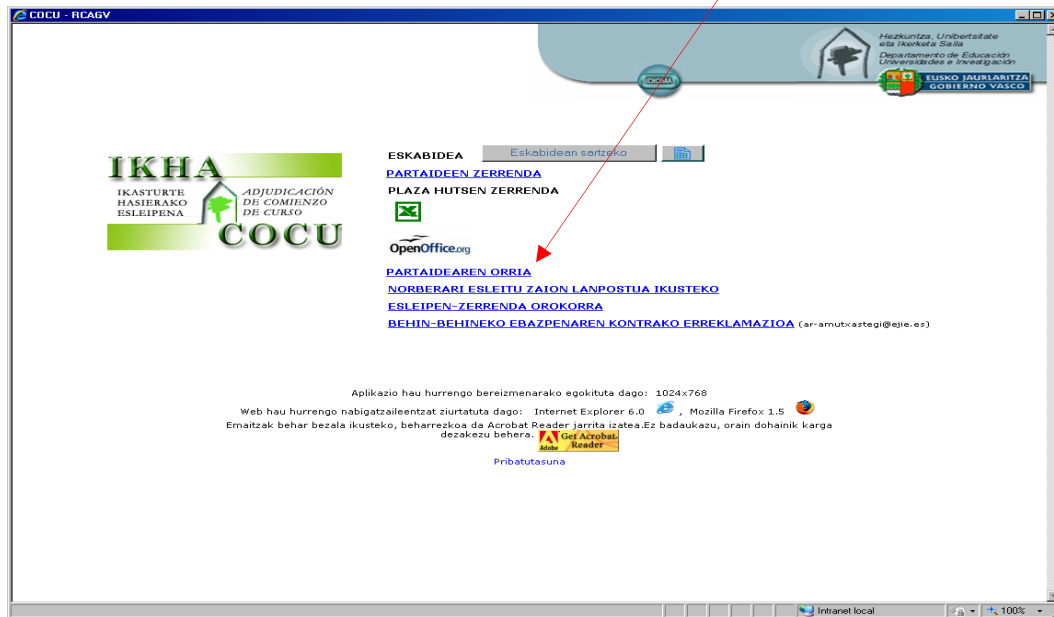 COCU - RCAGV
Hezkuntza, Unibertsitate
eta Ikerketa Saila
Departamento de Educación
Universidades e Investigación
IDIOMA
EUSKO JAURLARITZA
GOBIERNO VASCO
IKHA
IKASTURTE
HASIERAKO
ESLEIPENA
ADJUDICACIÓN
DE COMIENZO
DE CURSO
COCU
ESKABIDEA Eskabidean sartzeko
PARTAIDEEN ZERRENDA
PLAZA HUTSEN ZERRENDA
OpenOffice.org
PARTAIDEAREN ORRIA
NORBERARI ESLEITU ZAION LANPOSTUA IKUSTEKO
ESLEIPEN-ZERRENDA OROKORRA
BEHIN-BEHINEKO EBAZPENAREN KONTRAKO ERREKLAMAZIOA (ar-amutxastegi@ejie.es)
Aplikazio hau hurrengo bereizmenarako egokituta dago: 1024x768
Web hau hurrengo nabigatzaileentzat ziurtatuta dago: Internet Explorer 6.0 , Mozilla Firefox 1.5
Emaitzak behar bezala ikusteko, beharrezkoa da Acrobat Reader jarrita izatea.Ez badaukazu, orain dohainik karga
dezakezu behera. Get Acrobat
Adobe Reader
Pribatutasuna
Intranet local 100%